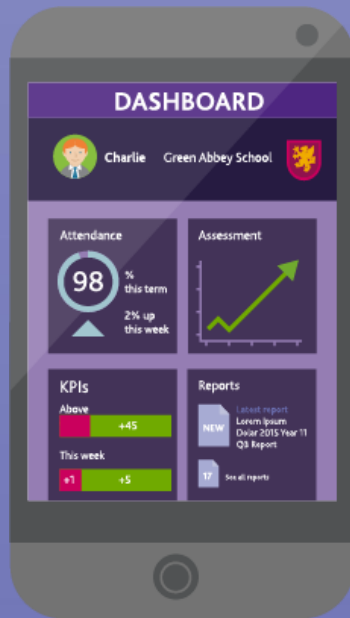 DASHBOARD
Charlie Green Abbey School
Attendance
98 %
this term
2% up
this week
Assessment
KPIs
Above
+45
This week
+1 +5
Reports
NEW
Latest report
Lorem Ipsum
Dolar 2015 Year 11
QB Report
17 See all reports